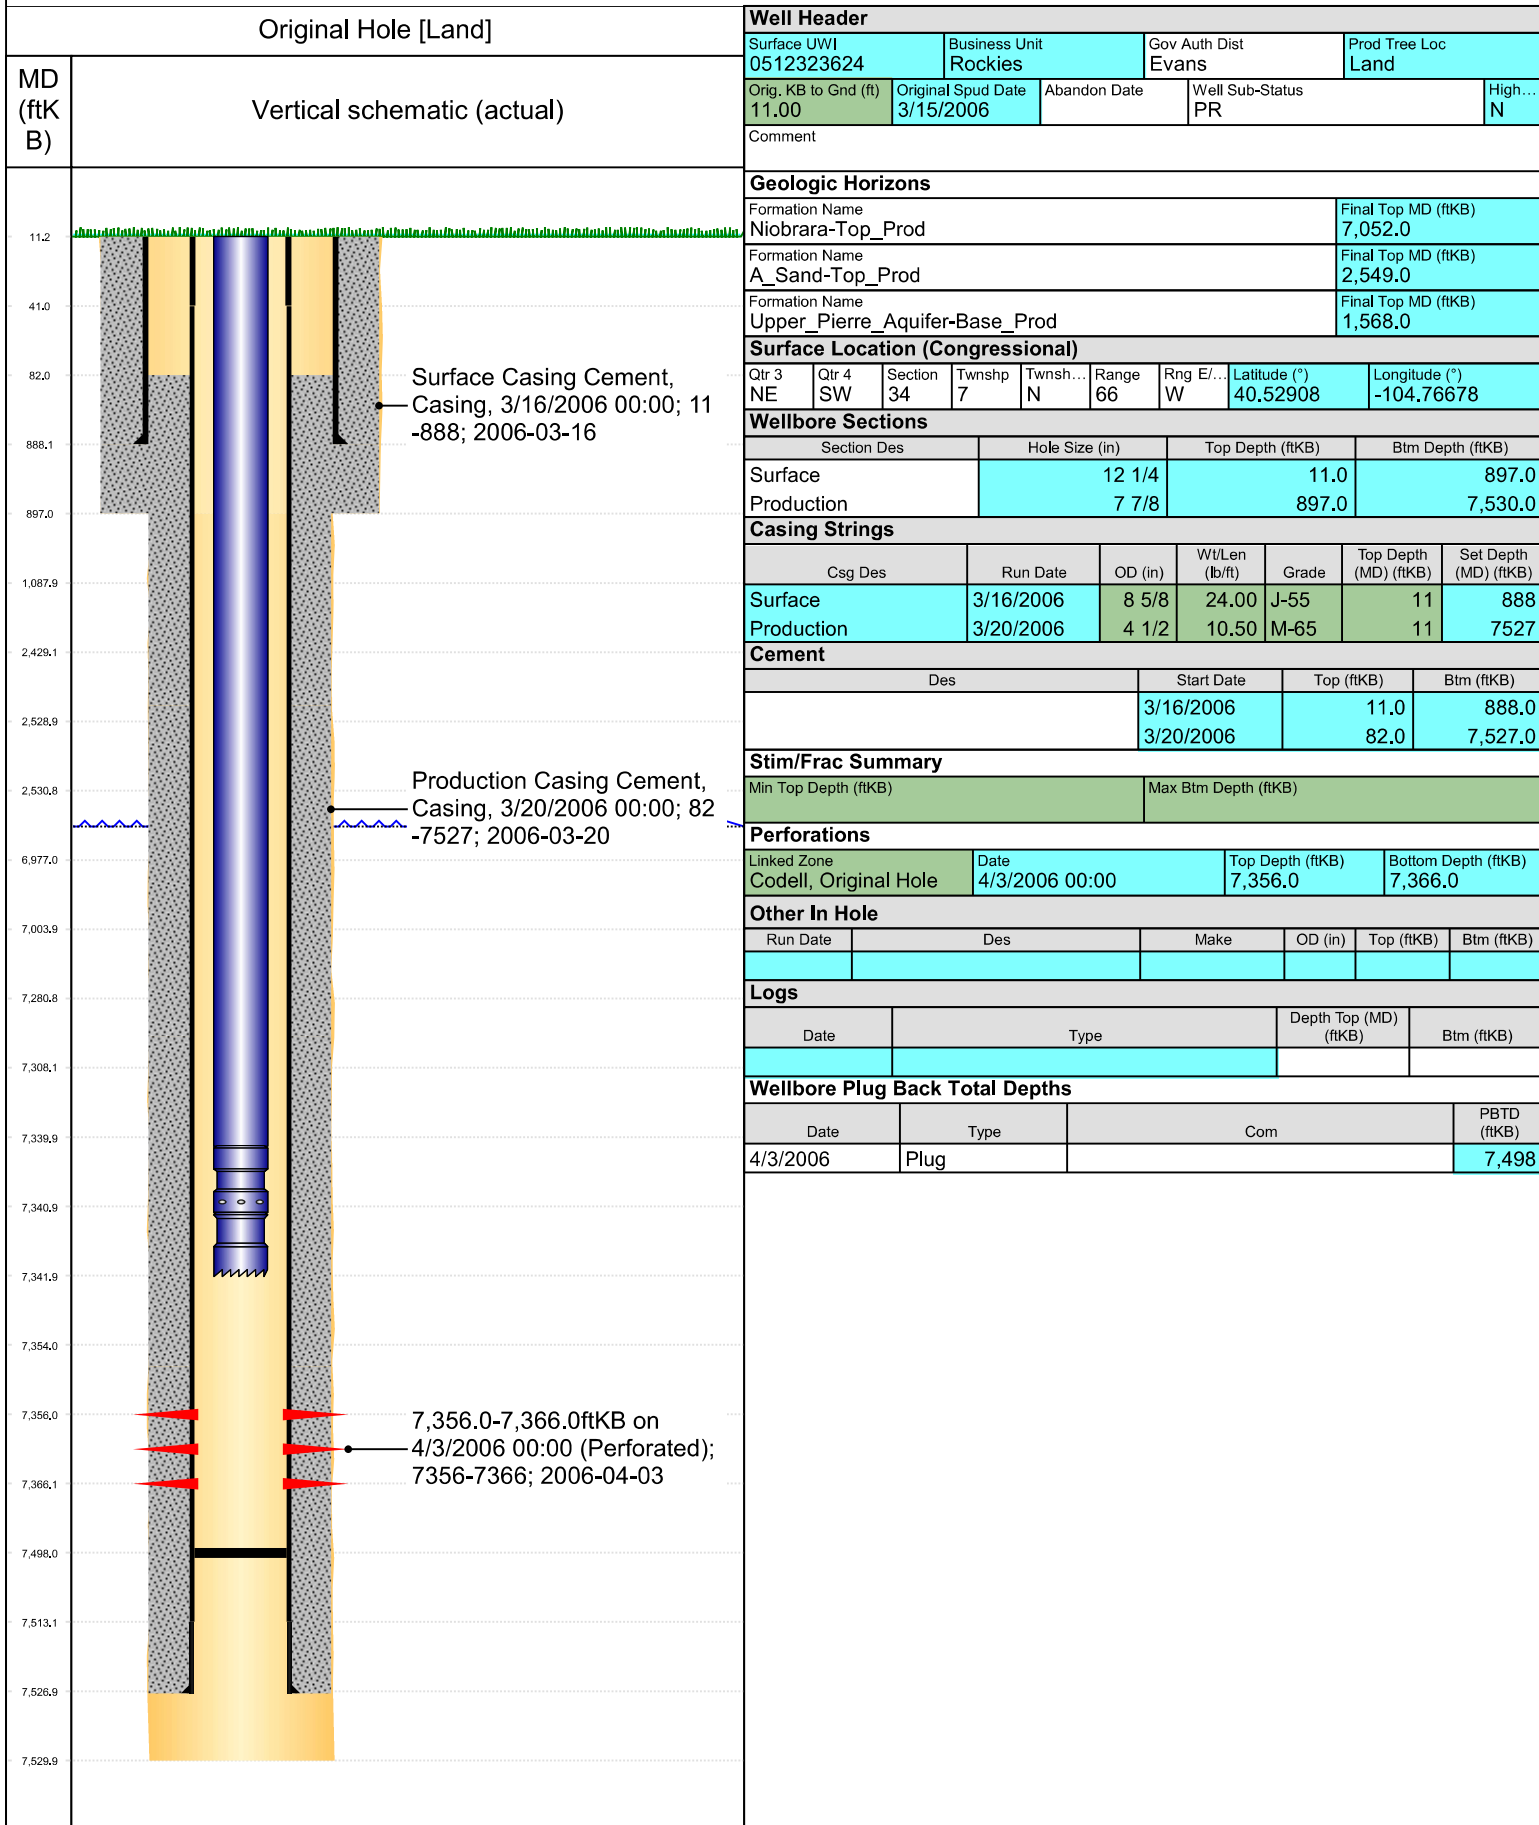 Original Hole [Land]
MD
(ftK
B)
Vertical schematic (actual)
11.2
41.0
82.0
888.1
897.0
1,087.9
2,429.1
2,528.9
2,530.8
6,977.0
7,003.9
7,280.8
7,308.1
7,339.9
7,340.9
7,341.9
7,354.0
7,356.0
7,366.1
7,498.0
7,513.1
7,526.9
7,529.9
Surface Casing Cement,
Casing, 3/16/2006 00:00; 11
-888; 2006-03-16
Production Casing Cement,
Casing, 3/20/2006 00:00; 82
-7527; 2006-03-20
7,356.0-7,366.0ftKB on
4/3/2006 00:00 (Perforated);
7356-7366; 2006-04-03
Well Header
Surface UWI Business Unit Gov Auth Dist Prod Tree Loc
0512323624 Rockies Evans Land
Orig. KB to Gnd (ft) Original Spud Date Abandon Date Well Sub-Status High...
11.00 3/15/2006 PR N
Comment
Geologic Horizons
Formation Name Final Top MD (ftKB)
Niobrara-Top_Prod 7,052.0
Formation Name Final Top MD (ftKB)
A_Sand-Top_Prod 2,549.0
Formation Name Final Top MD (ftKB)
Upper_Pierre_Aquifer-Base_Prod 1,568.0
Surface Location (Congressional)
Qtr 3 Qtr 4 Section Twnshp Twnsh... Range Rng E/... Latitude (°) Longitude (°)
NE SW 34 7 N 66 W 40.52908 -104.76678
Wellbore Sections
Section Des Hole Size (in) Top Depth (ftKB) Btm Depth (ftKB)
Surface 12 1/4 11.0 897.0
Production 7 7/8 897.0 7,530.0
Casing Strings
Csg Des Run Date OD (in) Wt/Len (lb/ft) Grade Top Depth (MD) (ftKB) Set Depth (MD) (ftKB)
Surface 3/16/2006 8 5/8 24.00 J-55 11 888
Production 3/20/2006 4 1/2 10.50 M-65 11 7527
Cement
Des Start Date Top (ftKB) Btm (ftKB)
3/16/2006 11.0 888.0
3/20/2006 82.0 7,527.0
Stim/Frac Summary
Min Top Depth (ftKB) Max Btm Depth (ftKB)
Perforations
Linked Zone Date Top Depth (ftKB) Bottom Depth (ftKB)
Codell, Original Hole 4/3/2006 00:00 7,356.0 7,366.0
Other In Hole
Run Date Des Make OD (in) Top (ftKB) Btm (ftKB)
Logs
Date Type Depth Top (MD) (ftKB) Btm (ftKB)
Wellbore Plug Back Total Depths
Date Type Com PBTD (ftKB)
4/3/2006 Plug 7,498